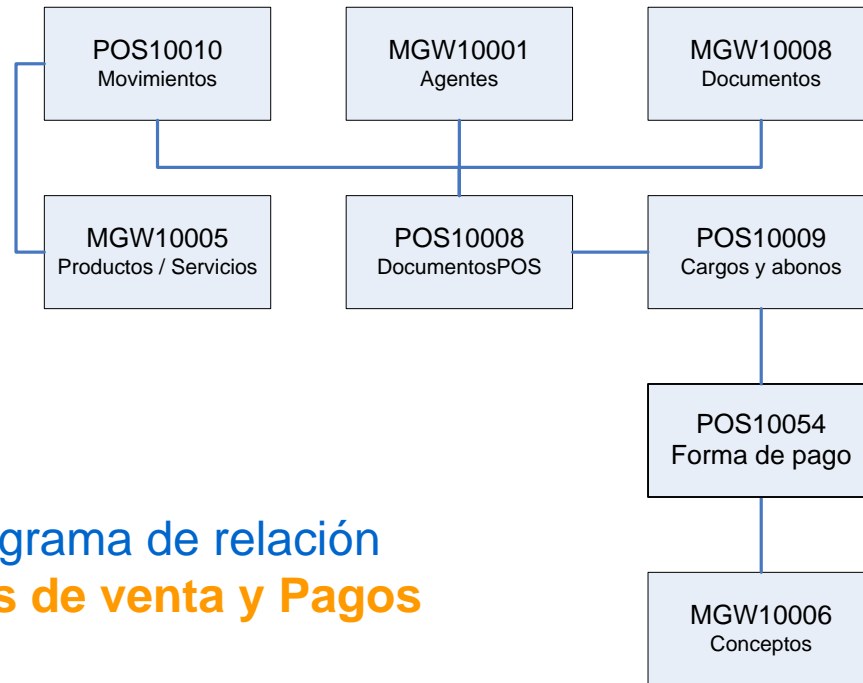 POS10010
Movimientos
MGW10001
Agentes
MGW10008
Documentos
MGW10005
Productos / Servicios
POS10008
DocumentosPOS
POS10009
Cargos y abonos
POS10054
Forma de pago
grama de relación
s de venta y Pagos
MGW10006
Conceptos